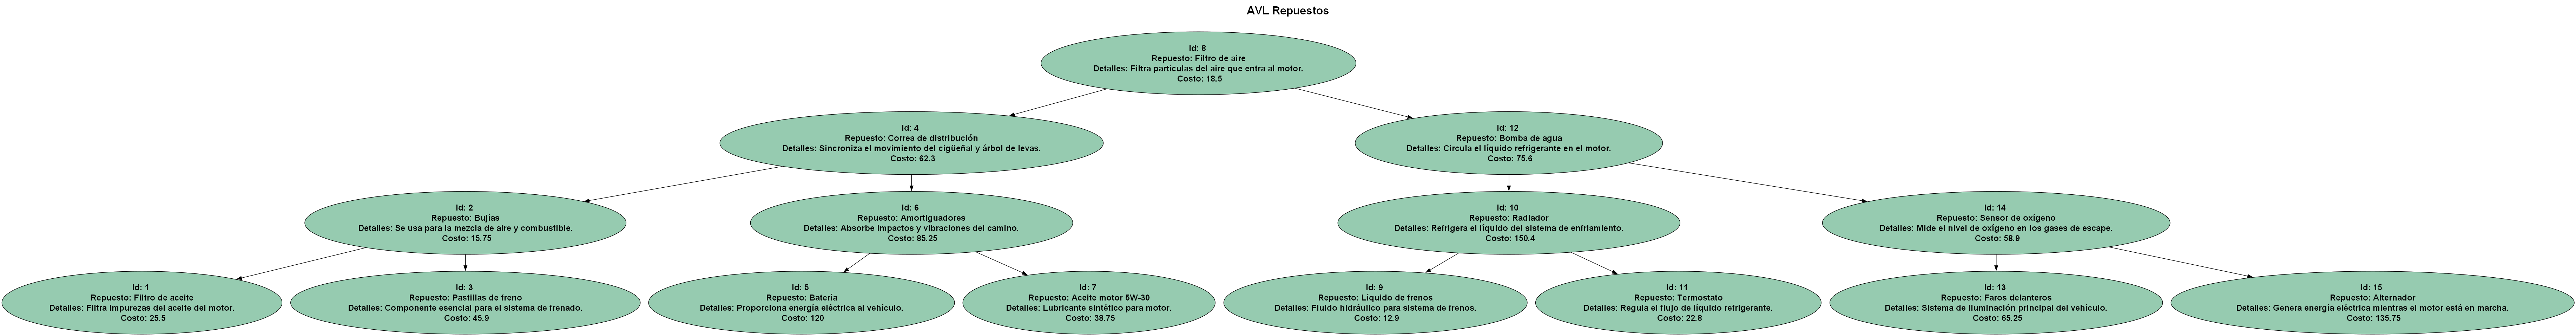 AVL Repuestos
Id: 8
Repuesto: Filtro de aire
Detalles: Filtra partículas del aire que entra al motor.
Costo: 18.5
Id: 4
Repuesto: Correa de distribución
Detalles: Sincroniza el movimiento del cigüeñal y árbol de levas.
Costo: 62.3
Id: 12
Repuesto: Bomba de agua
Detalles: Circula el líquido refrigerante en el motor.
Costo: 75.6
Id: 2
Repuesto: Bujías
Detalles: Se usa para la mezcla de aire y combustible.
Costo: 15.75
Id: 6
Repuesto: Amortiguadores
Detalles: Absorbe impactos y vibraciones del camino.
Costo: 85.25
Id: 10
Repuesto: Radiador
Detalles: Refrigera el líquido del sistema de enfriamiento.
Costo: 150.4
Id: 14
Repuesto: Sensor de oxígeno
Detalles: Mide el nivel de oxígeno en los gases de escape.
Costo: 58.9
Id: 1
Repuesto: Filtro de aceite
Detalles: Filtra impurezas del aceite del motor.
Costo: 25.5
Id: 3
Repuesto: Pastillas de freno
Detalles: Componente esencial para el sistema de frenado.
Costo: 45.9
Id: 5
Repuesto: Batería
Detalles: Proporciona energía eléctrica al vehículo.
Costo: 120
Id: 7
Repuesto: Aceite motor 5W-30
Detalles: Lubricante sintético para motor.
Costo: 38.75
Id: 9
Repuesto: Líquido de frenos
Detalles: Fluido hidráulico para sistema de frenos.
Costo: 12.9
Id: 11
Repuesto: Termostato
Detalles: Regula el flujo de líquido refrigerante.
Costo: 22.8
Id: 13
Repuesto: Faros delanteros
Detalles: Sistema de iluminación principal del vehículo.
Costo: 65.25
Id: 15
Repuesto: Alternador
Detalles: Genera energía eléctrica mientras el motor está en marcha.
Costo: 135.75